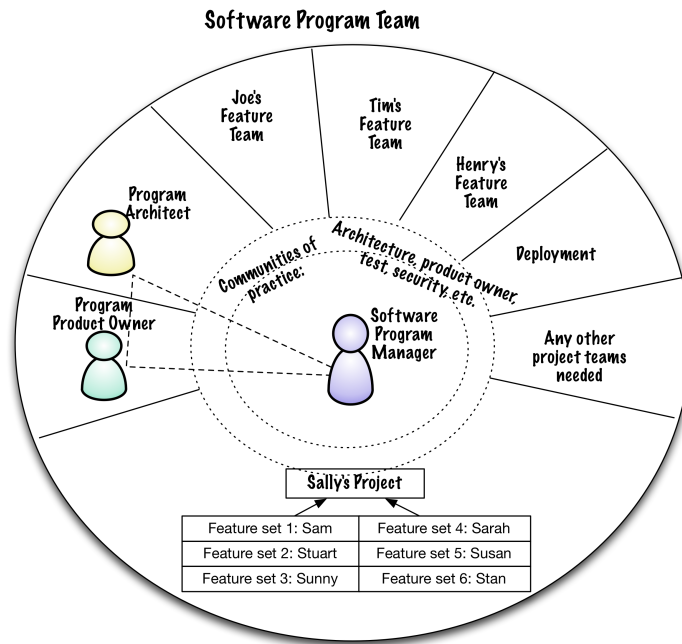 Software Program Team
Joe's
Feature
Team
Tim's
Feature
Team
Henry's
Feature
Team
Program
Architect
Deployment
Communities of
practice:
Architecture, product owner,
test, security, etc.
Program
Product Owner
Software
Program
Manager
Any other
project teams
needed
Sally's Project
Feature set 1: Sam
Feature set 4: Sarah
Feature set 2: Stuart
Feature set 5: Susan
Feature set 3: Sunny
Feature set 6: Stan